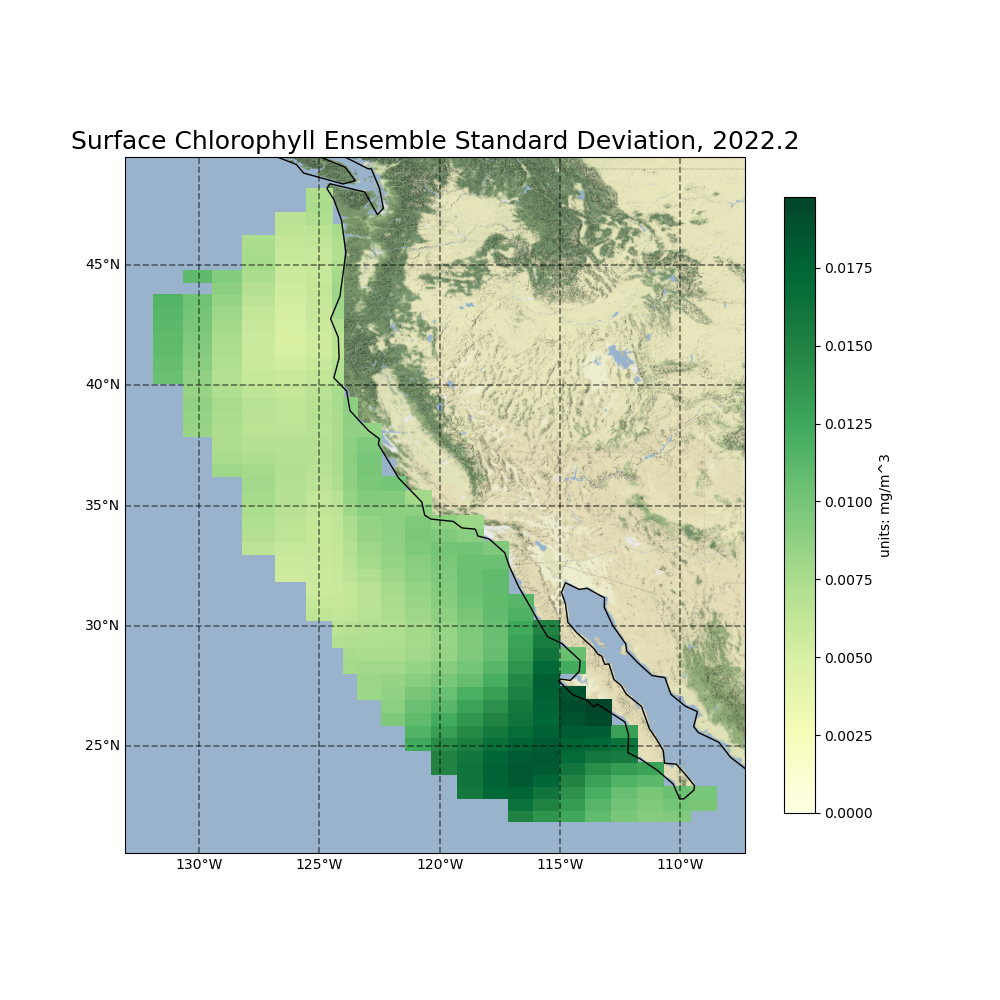 Surface Chlorophyll Ensemble Standard Deviation, 2022.2
45°N
40°N
35°N
30°N
25°N
130°W 125°W 120°W 115°W 110°W
0.0175
0.0150
0.0125
0.0100
0.0075
0.0050
0.0025
0.0000
units: mg/m^3